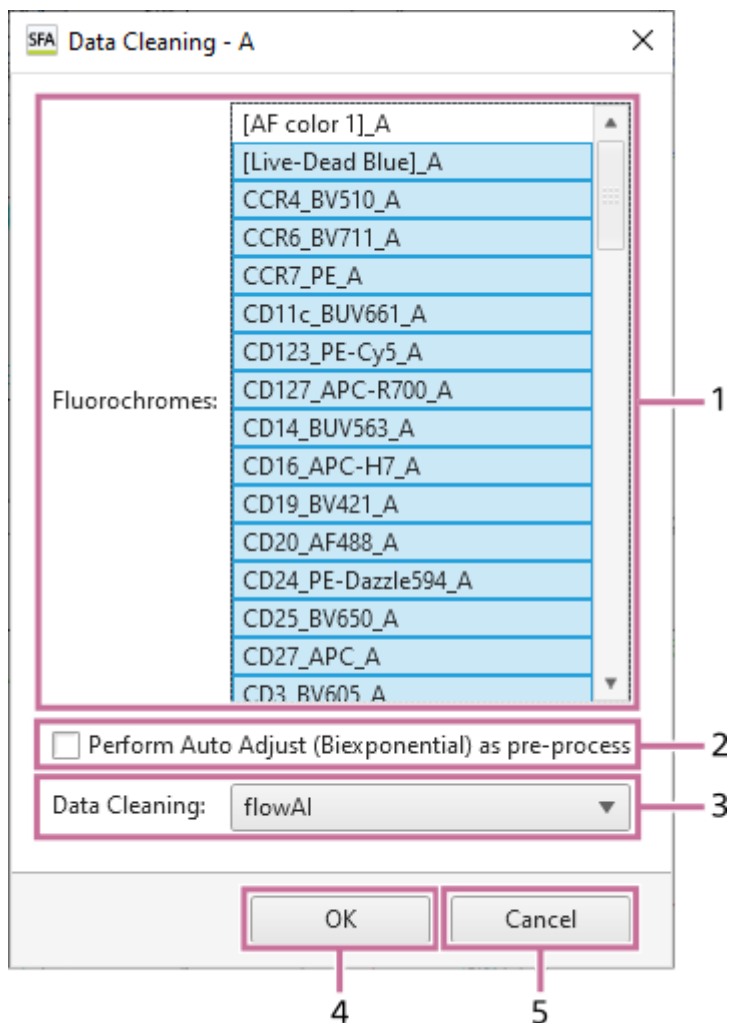 SFA Data Cleaning - A
[AF color 1]_A
[Live-Dead Blue]_A
CCR4_BV510_A
CCR6_BV711_A
CCR7_PE_A
CD11c_BUV661_A
CD123_PE-Cy5_A
Fluorochromes: CD127_APC-R700_A 1
CD14_BUV563_A
CD16_APC-H7_A
CD19_BV421_A
CD20_AF488_A
CD24_PE-Dazzle594_A
CD25_BV650_A
CD27_APC_A
CD3_BV605_A
Perform Auto Adjust (Biexponential) as pre-process 2
Data Cleaning: flowAI 3
OK Cancel
4 5